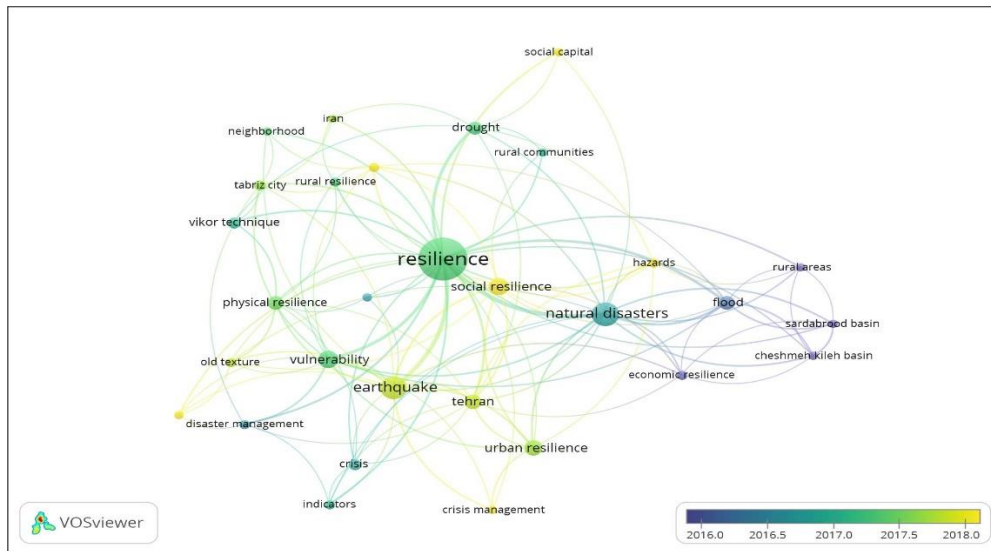 social capital
iran
drought
neighborhood
rural communities
tabriz city
rural resilience
vikor technique
resilience
hazards
rural areas
social resilience
physical resilience
flood
natural disasters
sardabrood basin
old texture
vulnerability
cheshmeh kileh basin
economic resilience
earthquake
tehran
disaster management
urban resilience
crisis
indicators
crisis management
VOSviewer
2016.0 2016.5 2017.0 2017.5 2018.0